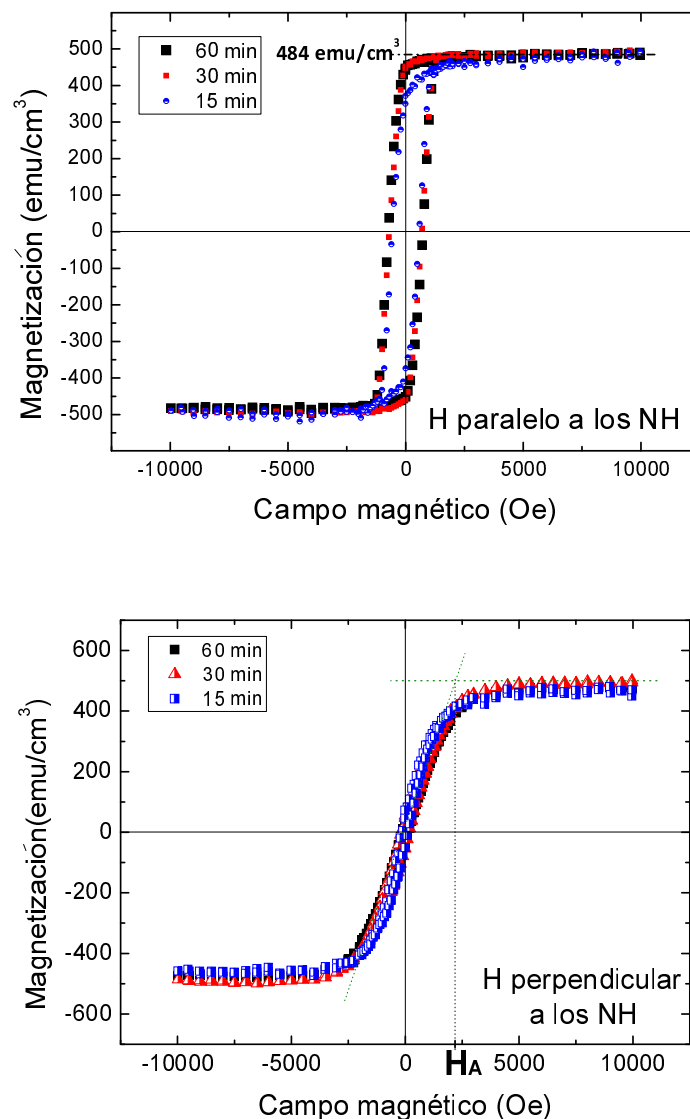 500
400
300
200
100
0
-100
-200
-300
-400
-500
Magnetización (emu/cm³)
60 min
30 min
15 min
484 emu/cm³
H paralelo a los NH
-10000 -5000 0 5000 10000
Campo magnético (Oe)
600
400
200
0
-200
-400
-600
Magnetización(emu/cm³)
60 min
30 min
15 min
H perpendicular
a los NH
-10000 -5000 0 5000 10000
HA
Campo magnético (Oe)